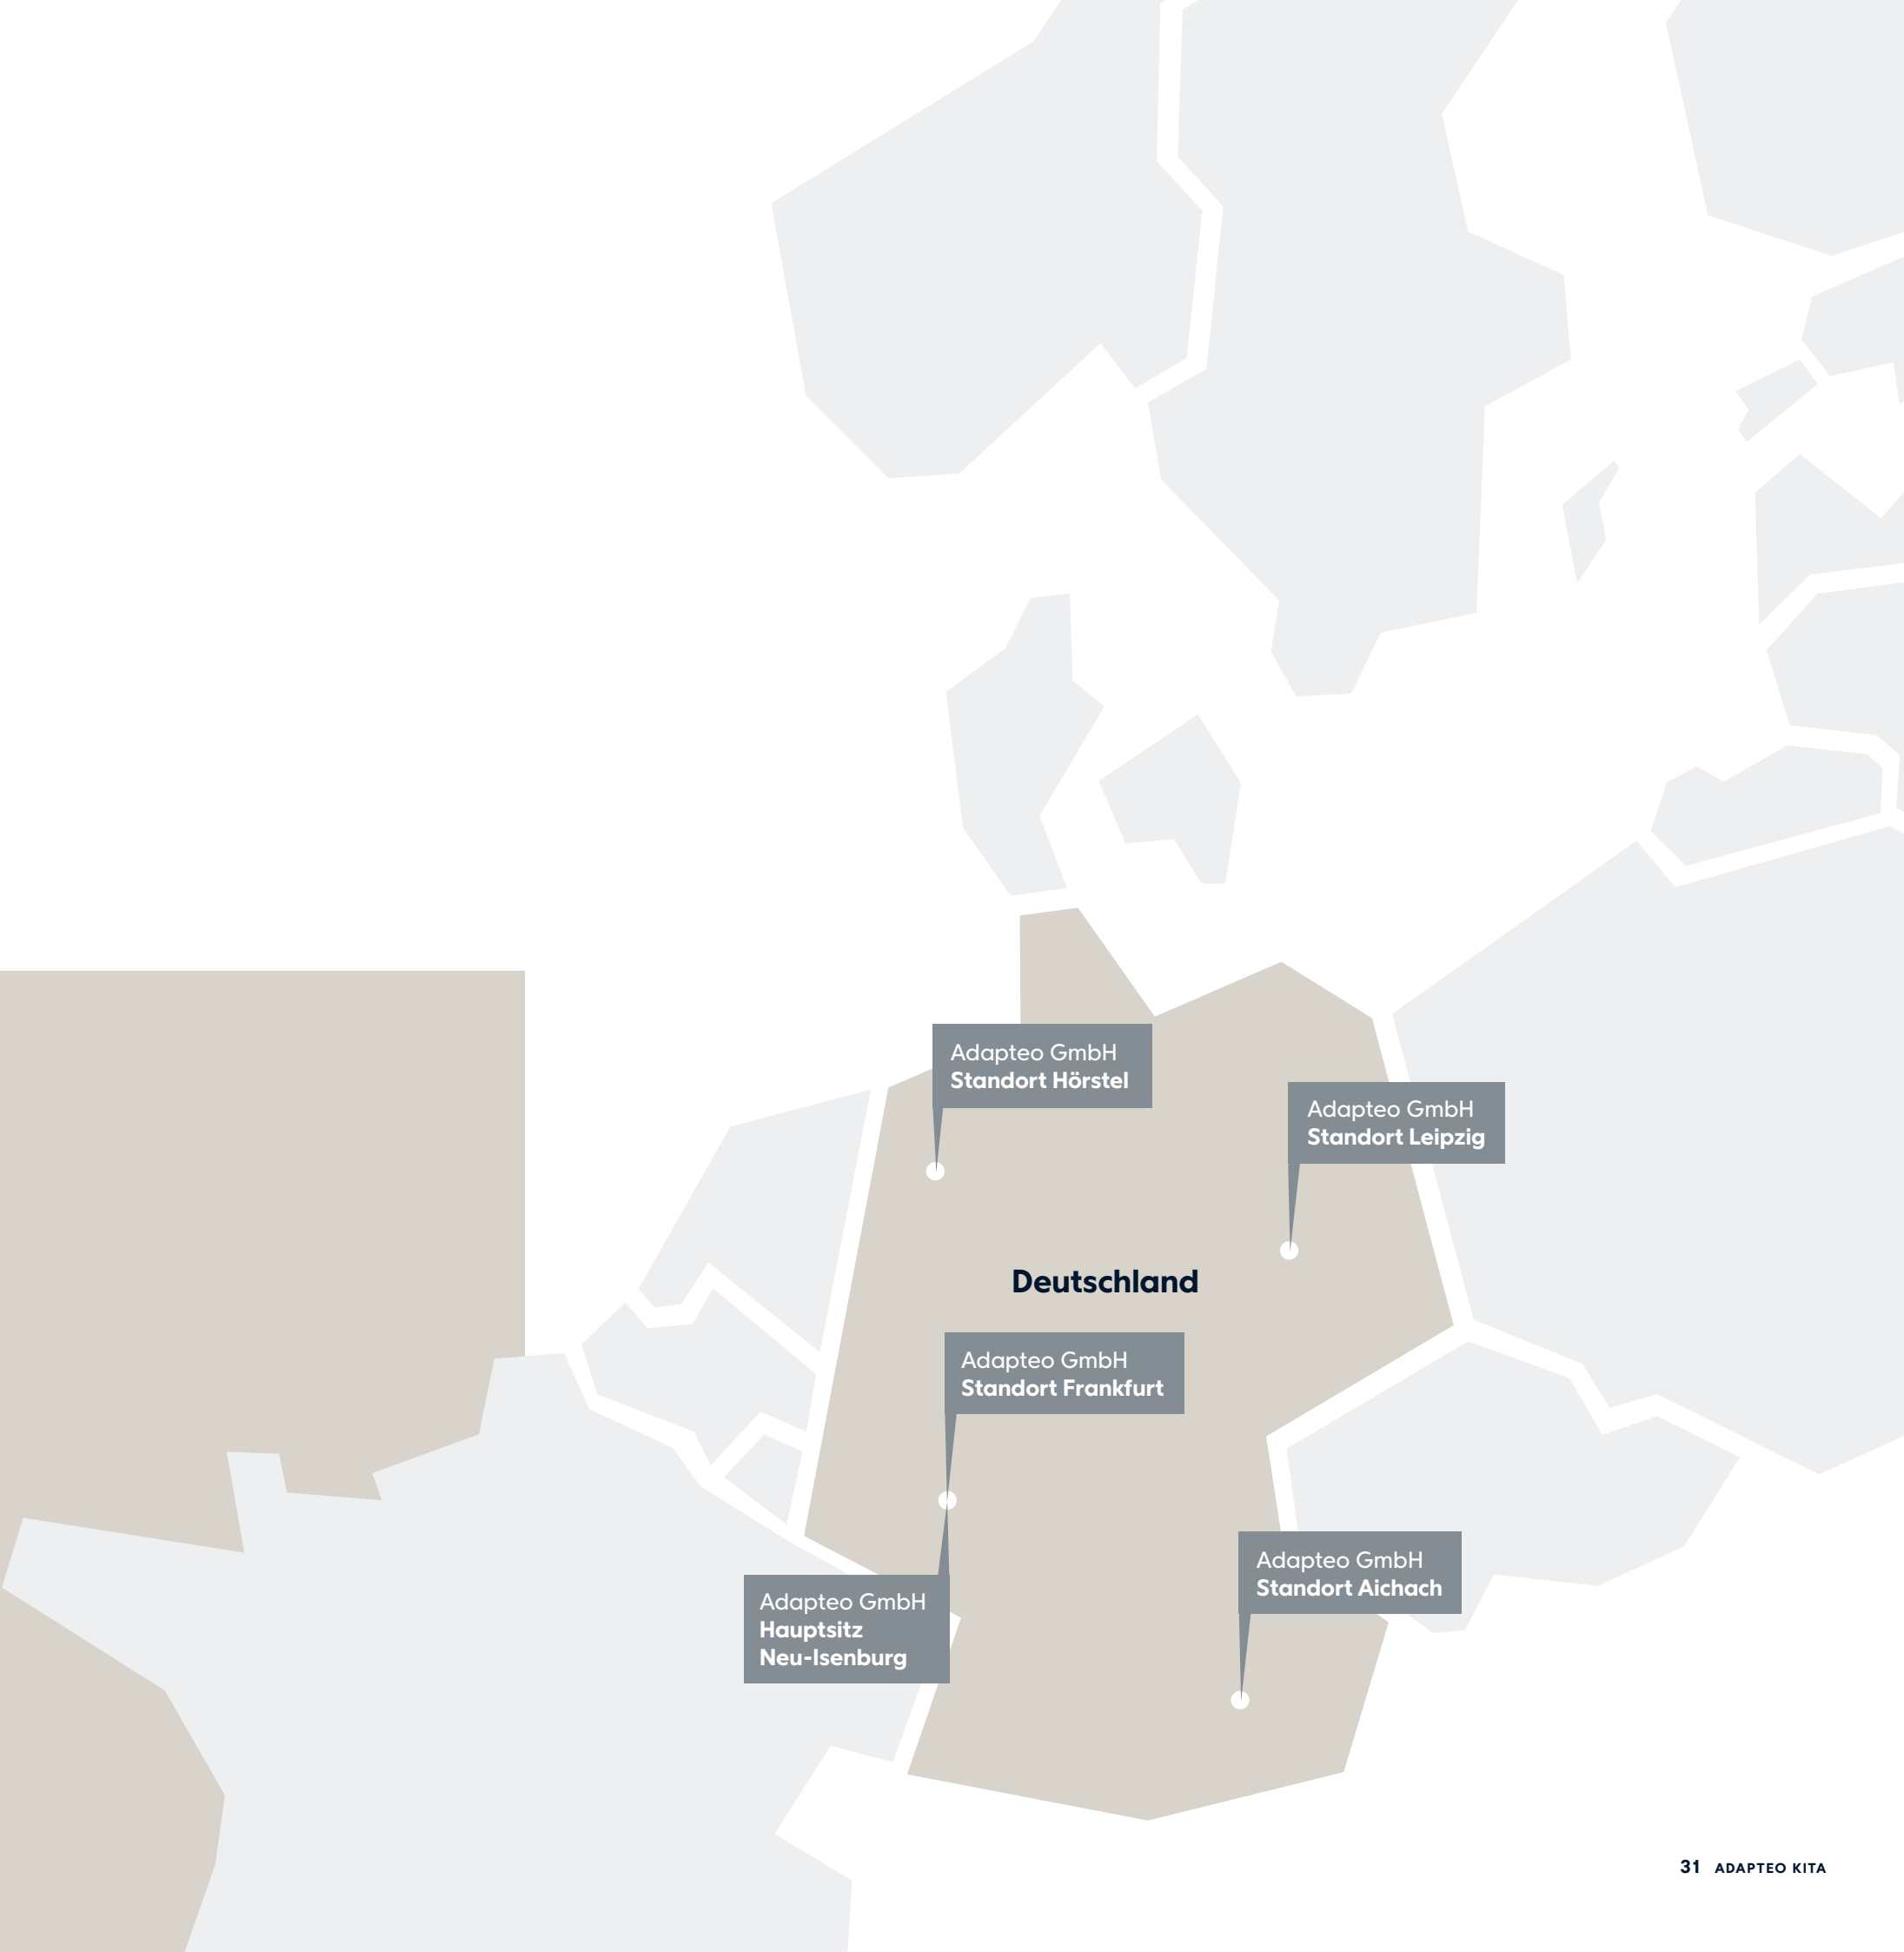 Adapteo GmbH
Standort Hörstel
Adapteo GmbH
Standort Leipzig
Deutschland
Adapteo GmbH
Standort Frankfurt
Adapteo GmbH
Standort Aichach
Adapteo GmbH
Hauptsitz
Neu-Isenburg
31 ADAPTEO KITA